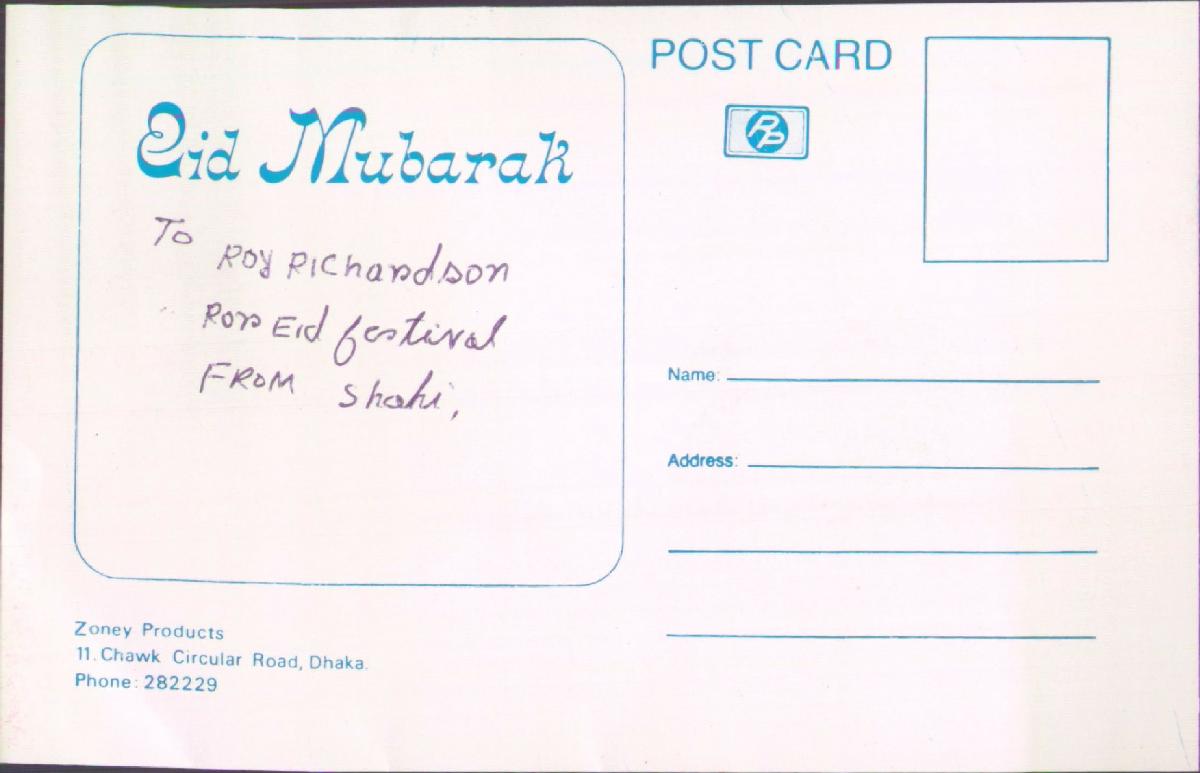 Eid Mubarak
To
Roy Richardson
Eid festival
FROM Shahi,
Zoney Products
11. Chawk Circular Road, Dhaka.
Phone: 282229
POST CARD
RP
Name:
Address: